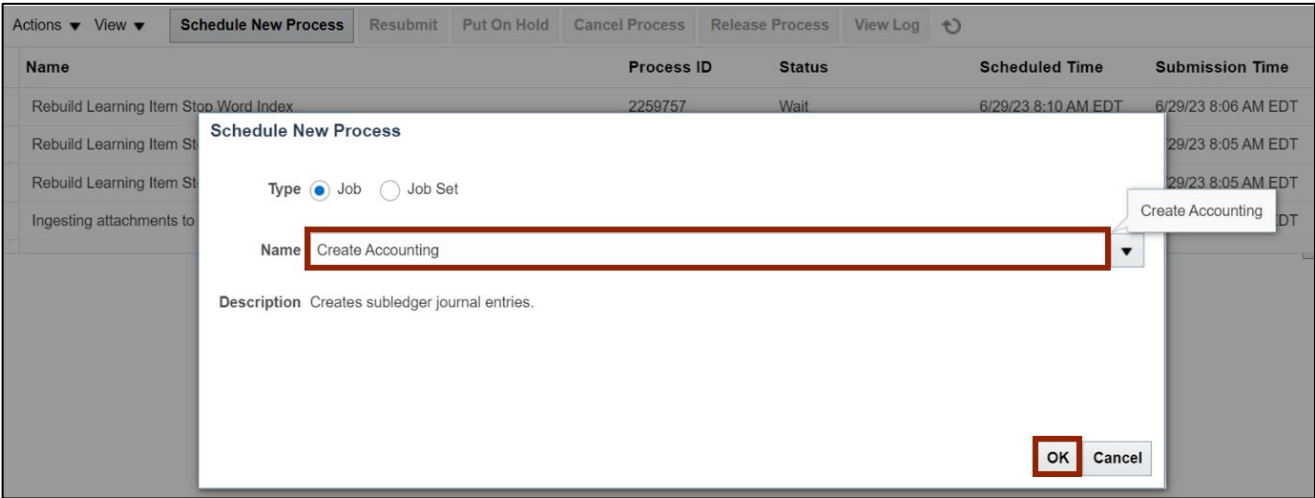 Actions ▼ View ▼ Schedule New Process Resubmit Put On Hold Cancel Process Release Process View Log
Name Process ID Status Scheduled Time Submission Time
Rebuild Learning Item Stop Word Index 2259757 Wait 6/29/23 8:10 AM EDT 6/29/23 8:06 AM EDT
Rebuild Learning Item St 29/23 8:05 AM EDT
Rebuild Learning Item St 29/23 8:05 AM EDT
Ingesting attachments to DT
Schedule New Process
Type Job Job Set
Create Accounting
Name Create Accounting
Description Creates subledger journal entries.
OK Cancel